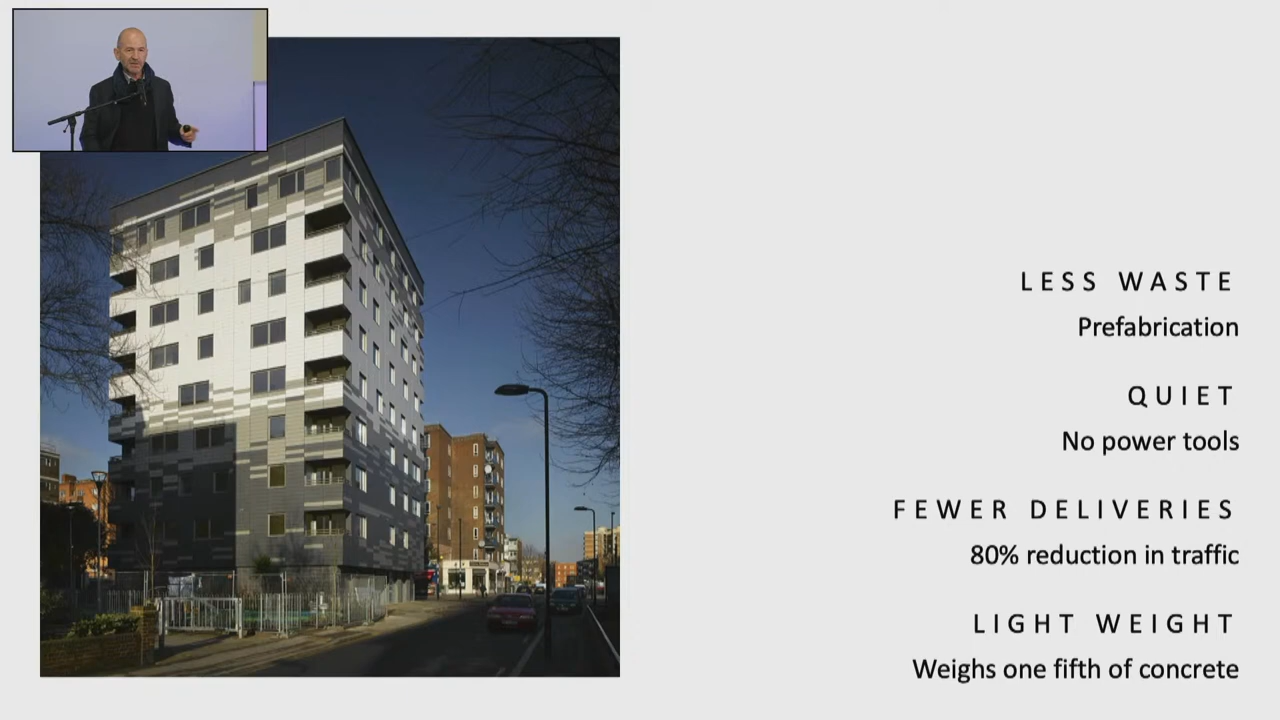 LESS WASTE
Prefabrication
QUIET
No power tools
FEWER DELIVERIES
80% reduction in traffic
LIGHT WEIGHT
Weighs one fifth of concrete